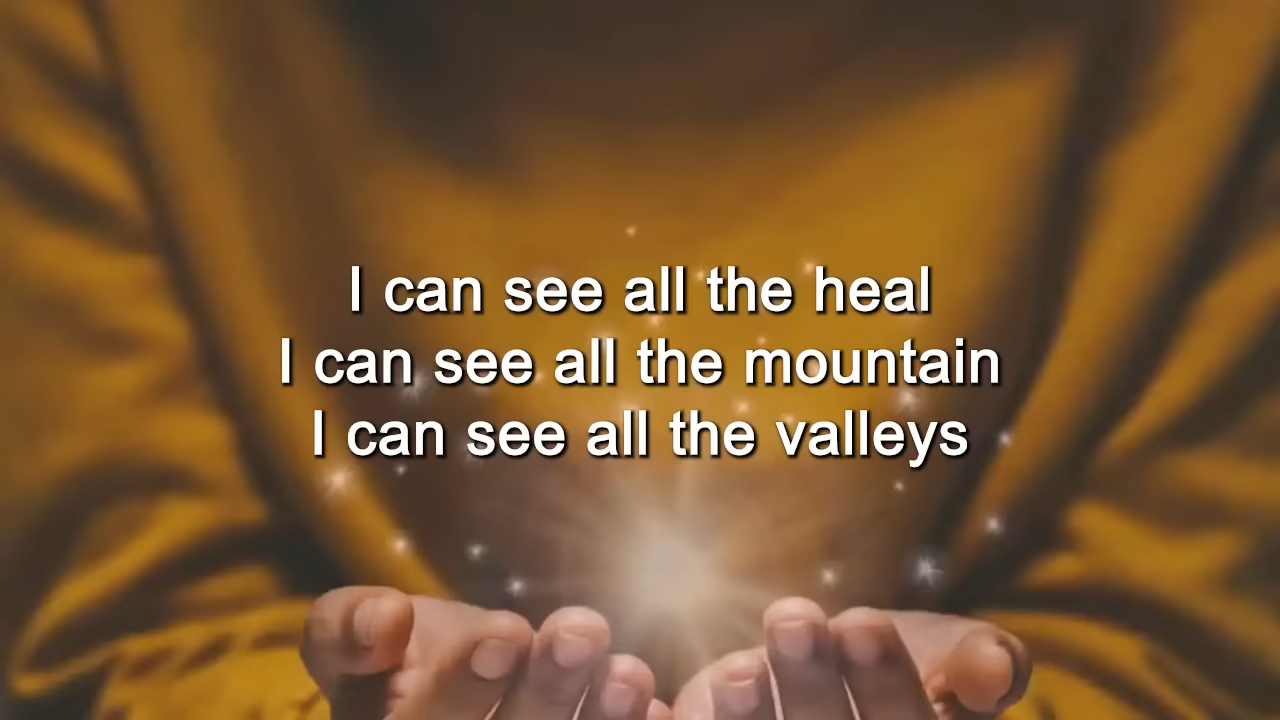 I can see all the heal
I can see all the mountain
I can see all the valleys